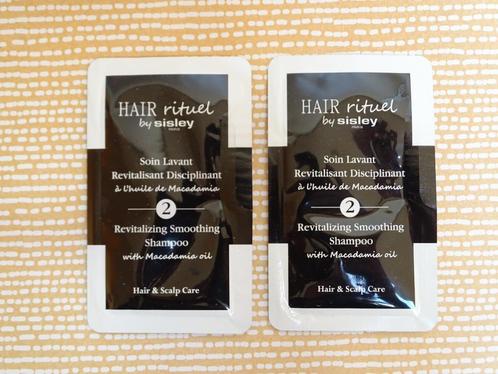 HAIR rituel
by sisley
PARIS
Soin Lavant
Revitalisant Disciplinant
à L'huile de Macadamia
2
Revitalizing Smoothing
Shampoo
with Macadamia oil
Hair & Scalp Care
HAIR rituel
by sisley
PARIS
Soin Lavant
Revitalisant Disciplinant
à L'huile de Macadamia
2
Revitalizing Smoothing
Shampoo
with Macadamia oil
Hair & Scalp Care